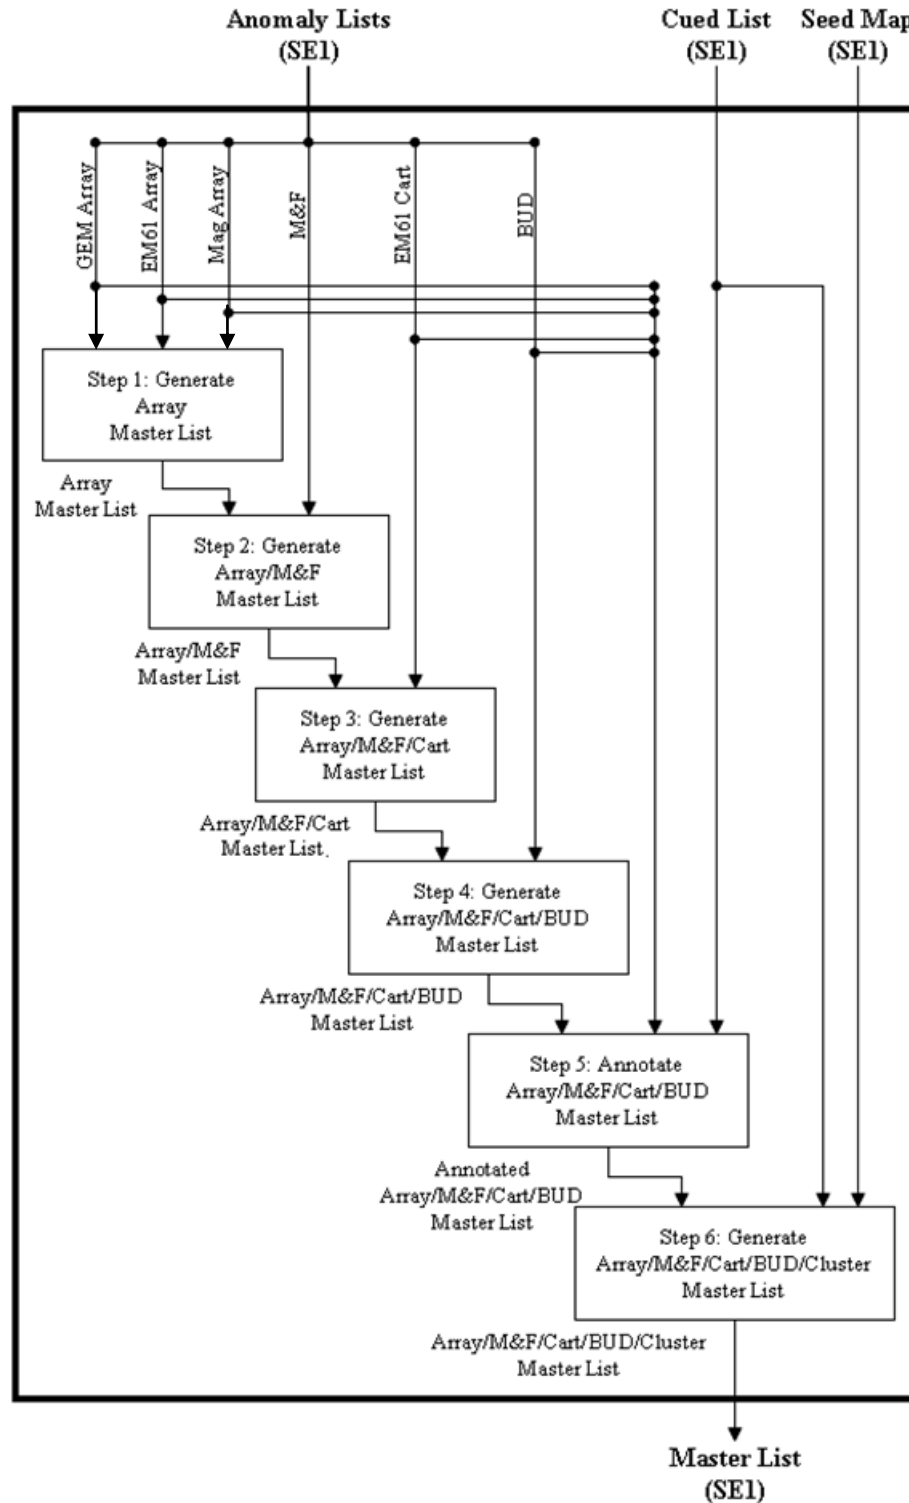 Anomaly Lists
(SE1)
Cued List
(SE1)
Seed Map
(SE1)
GEM Array
EM61 Array
Mag Array
M&F
EM61 Cart
BUD
Step 1: Generate
Array
Master List
Array
Master List
Step 2: Generate
Array/M&F
Master List
Array/M&F
Master List
Step 3: Generate
Array/M&F/Cart
Master List
Array/M&F/Cart
Master List.
Step 4: Generate
Array/M&F/Cart/BUD
Master List
Array/M&F/Cart/BUD
Master List
Step 5: Annotate
Array/M&F/Cart/BUD
Master List
Annotated
Array/M&F/Cart/BUD
Master List
Step 6: Generate
Array/M&F/Cart/BUD/Cluster
Master List
Array/M&F/Cart/BUD/Cluster
Master List
Master List
(SE1)